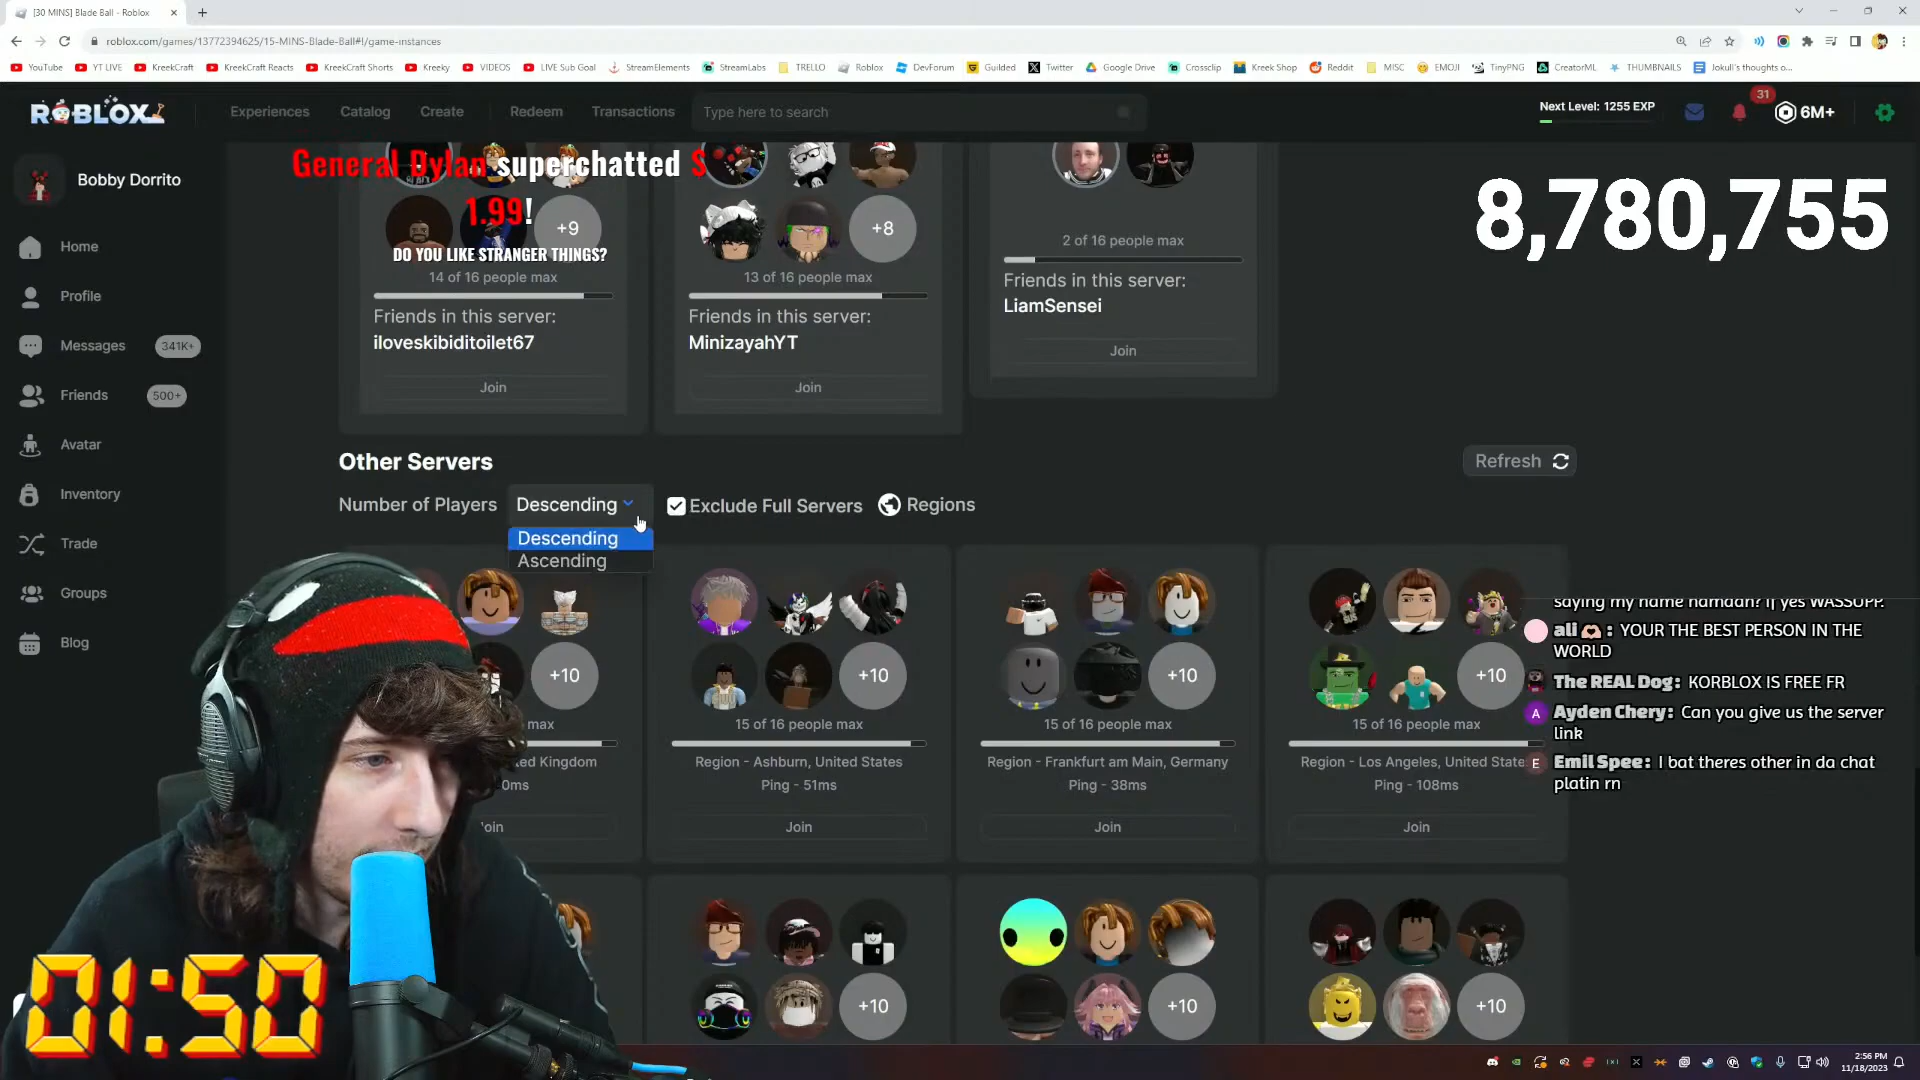 [30 MINS] Blade Ball - Roblox
roblox.com/games/13772394625/15-MINS-Blade-Ball#!/game-instances
YouTube
YT LIVE
KreekCraft
KreekCraft Reacts
KreekCraft Shorts
Kreeky
VIDEOS
LIVE Sub Goal
StreamElements
StreamLabs
TRELLO
Roblox
DevForum
Guilded
Twitter
Google Drive
Crossclip
Kreek Shop
Reddit
MISC
EMOJI
TinyPNG
CreatorML
THUMBNAILS
Jokull's thoughts o...
ROBLOX
Experiences
Catalog
Create
Redeem
Transactions
Type here to search
Next Level: 1255 EXP
31
6M+
Bobby Dorrito
Home
Profile
Messages
341K+
Friends
500+
Avatar
Inventory
Trade
Groups
Blog
General Dylan superchatted $
1.99!
DO YOU LIKE STRANGER THINGS?
8,780,755
+9
14 of 16 people max
Friends in this server:
iloveskibiditoilet67
Join
+8
13 of 16 people max
Friends in this server:
MinizayahYT
Join
2 of 16 people max
Friends in this server:
LiamSensei
Join
Other Servers
Refresh
Number of Players
Descending
Exclude Full Servers
Regions
Descending
Ascending
+10
max
ted Kingdom
0ms
oin
+10
15 of 16 people max
Region - Ashburn, United States
Ping - 51ms
Join
+10
15 of 16 people max
Region - Frankfurt am Main, Germany
Ping - 38ms
Join
+10
15 of 16 people max
Region - Los Angeles, United State
Ping - 108ms
Join
+10
+10
+10
saying my name hamdan? if yes WASSUPP.
ali : YOUR THE BEST PERSON IN THE
WORLD
The REAL Dog: KORBLOX IS FREE FR
A Ayden Chery: Can you give us the server
link
E Emil Spee: I bat theres other in da chat
platin rn
01:50
2:56 PM
11/18/2023